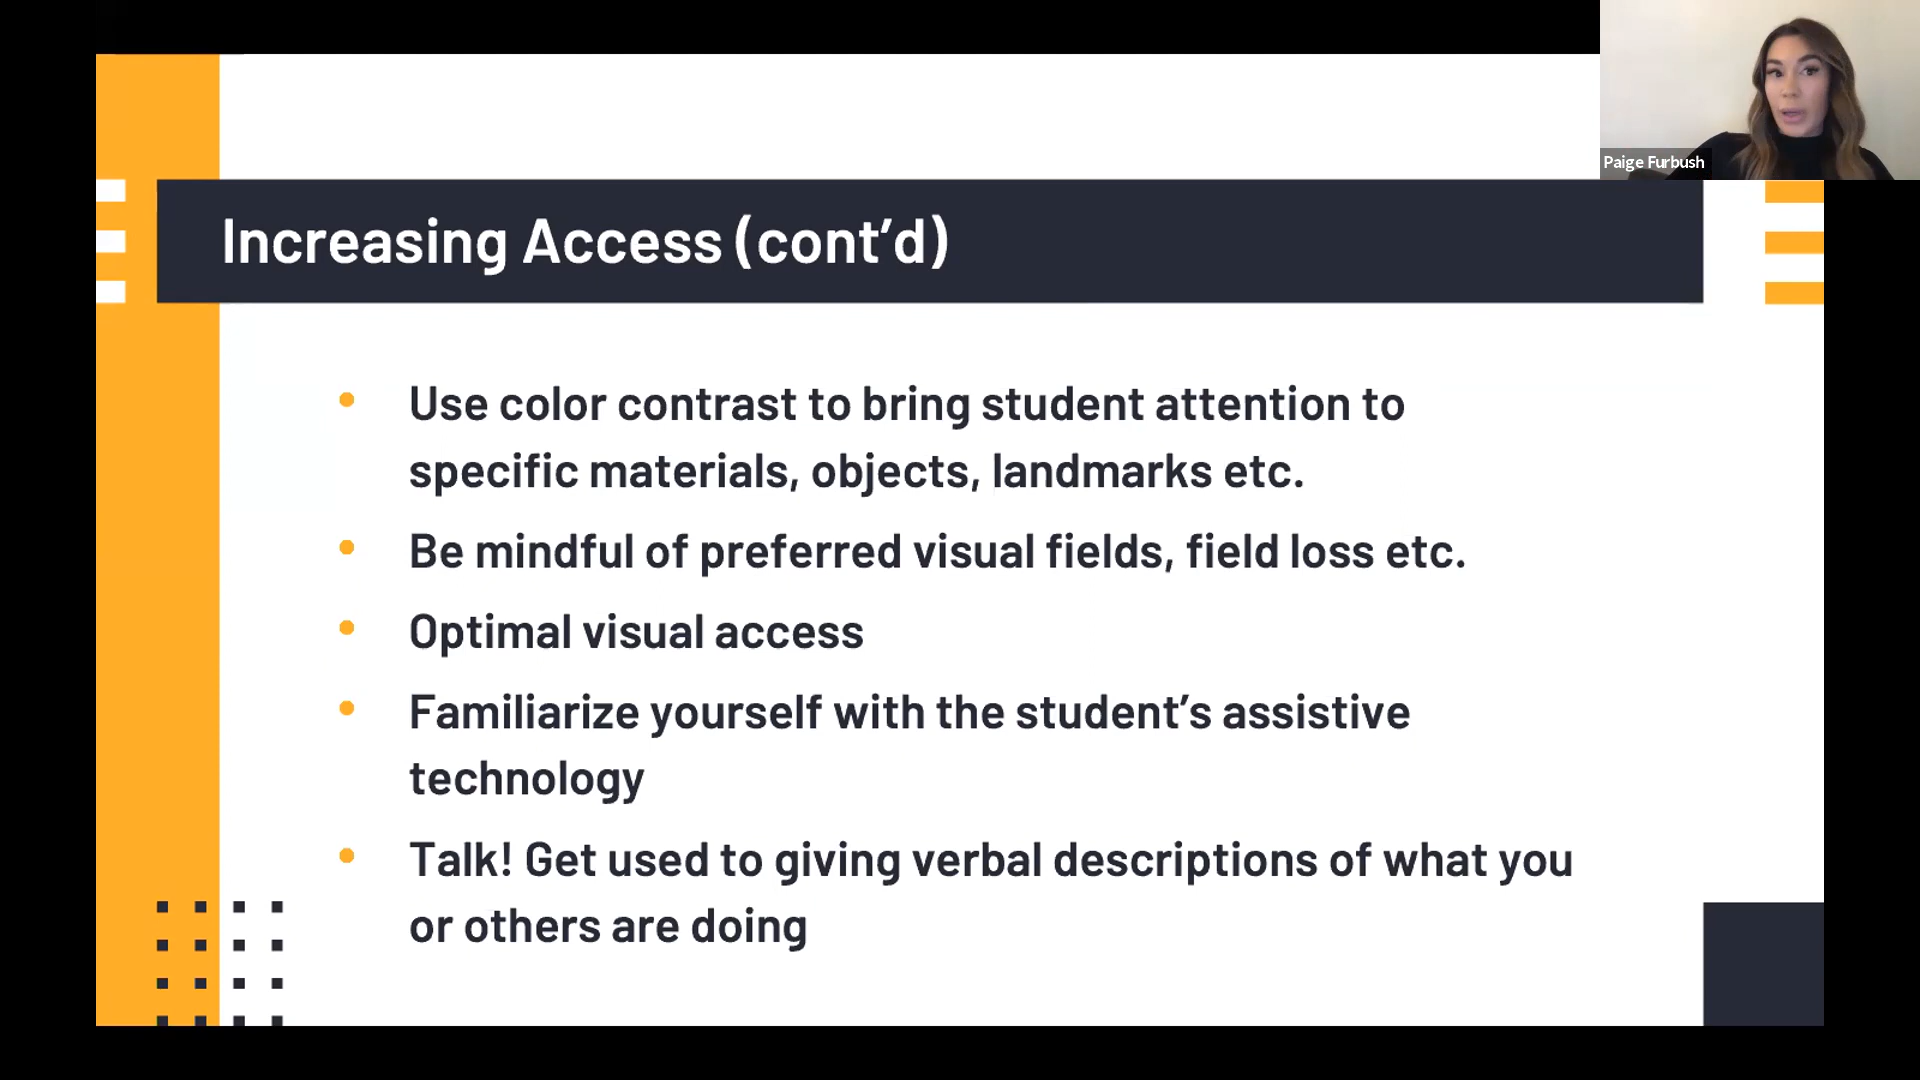 Paige Furbush
Increasing Access (cont’d)
• Use color contrast to bring student attention to
specific materials, objects, landmarks etc.
• Be mindful of preferred visual fields, field loss etc.
• Optimal visual access
• Familiarize yourself with the student’s assistive
technology
• Talk! Get used to giving verbal descriptions of what you
or others are doing